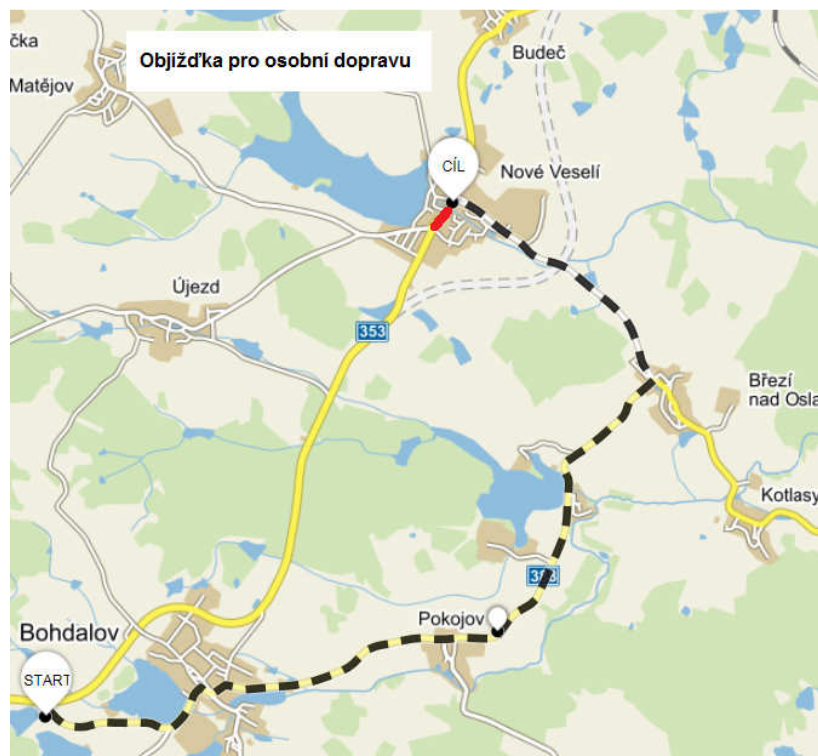 čka
Matějov
Objížďka pro osobní dopravu
Budeč
CÍL
Nové Veselí
Újezd
353
Březí
nad Osla
Kotlasy
Pokojov
Bohdalov
START